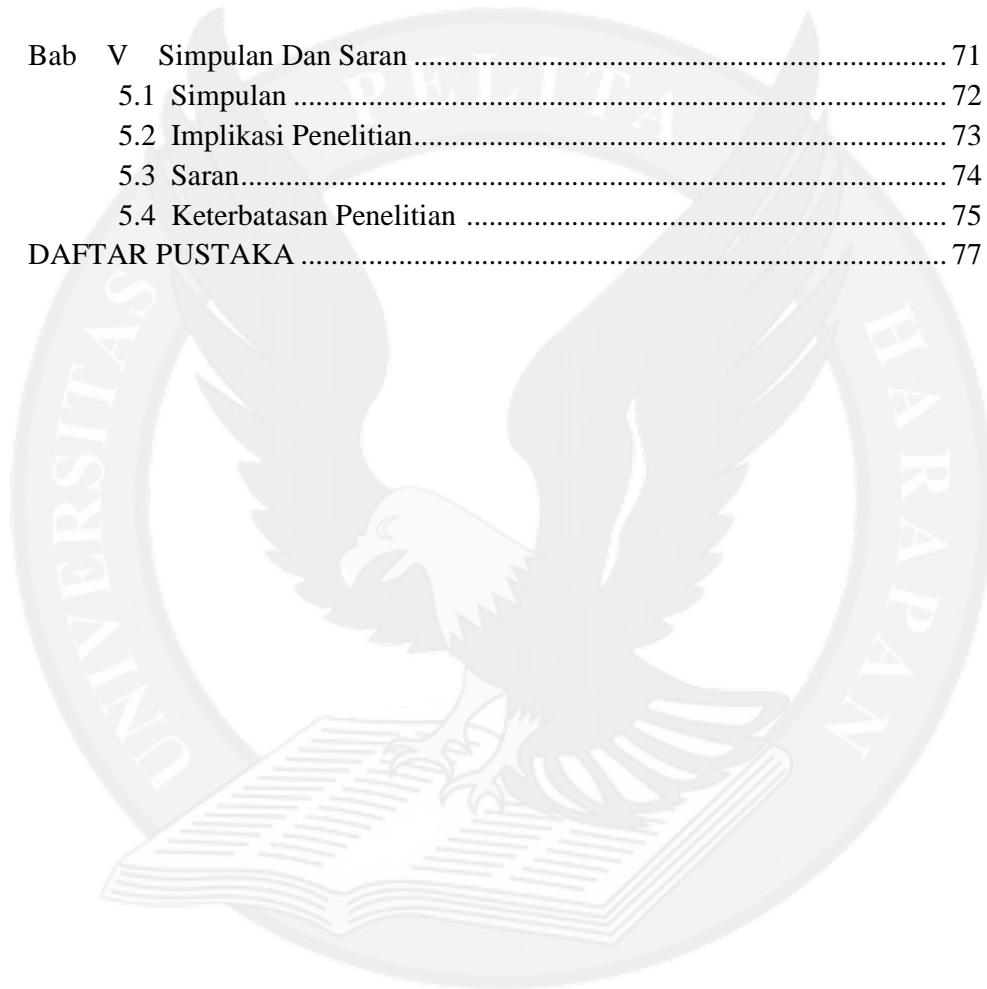 Bab V Simpulan Dan Saran ........................................................................ 71
5.1 Simpulan ........................................................................................ 72
5.2 Implikasi Penelitian........................................................................ 73
5.3 Saran............................................................................................... 74
5.4 Keterbatasan Penelitian ................................................................. 75
DAFTAR PUSTAKA ....................................................................................... 77
UNIVERSITAS PELITA HARAPAN